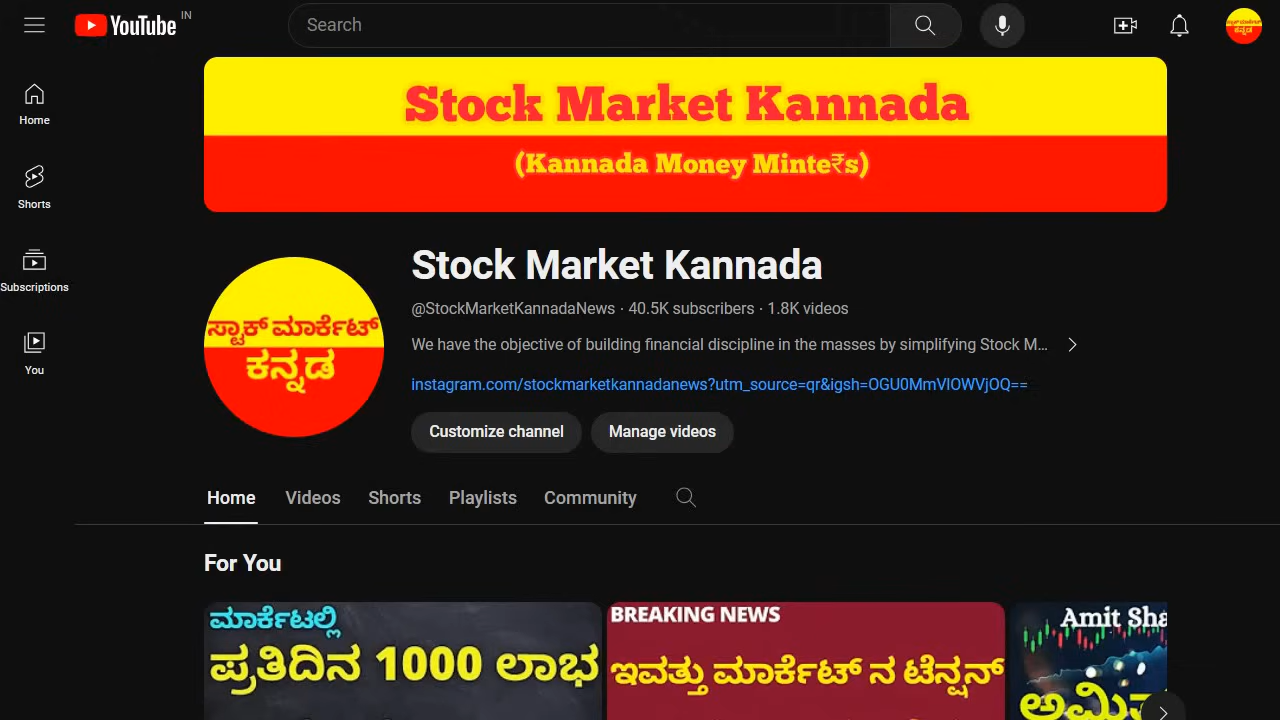 YouTube IN
Search
Home
Shorts
Subscriptions
You
Stock Market Kannada
(Kannada Money Minte₹s)
ಸ್ಟಾಕ್ ಮಾರ್ಕೆಟ್
ಕನ್ನಡ
Stock Market Kannada
@StockMarketKannadaNews · 40.5K subscribers · 1.8K videos
We have the objective of building financial discipline in the masses by simplifying Stock M...
instagram.com/stockmarketkannadanews?utm_source=qr&igsh=OGU0MmVlOWVjOQ==
Customize channel Manage videos
Home Videos Shorts Playlists Community
For You
ಮಾರ್ಕೆಟಲ್ಲಿ
ಪ್ರತಿದಿನ 1000 ಲಾಭ
BREAKING NEWS
ಇವತ್ತು ಮಾರ್ಕೆಟ್ ನ ಟೆನ್ಷನ್
Amit Sha